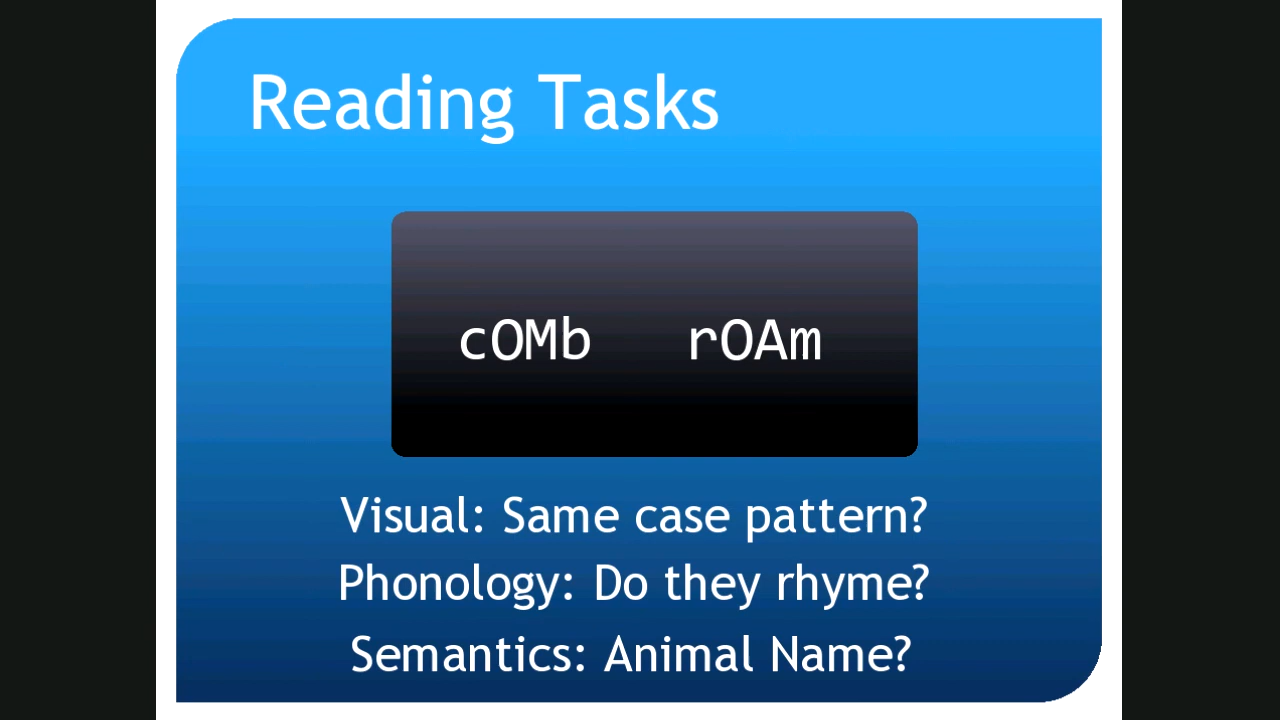 Reading Tasks
cOMb rOAm
Visual: Same case pattern?
Phonology: Do they rhyme?
Semantics: Animal Name?